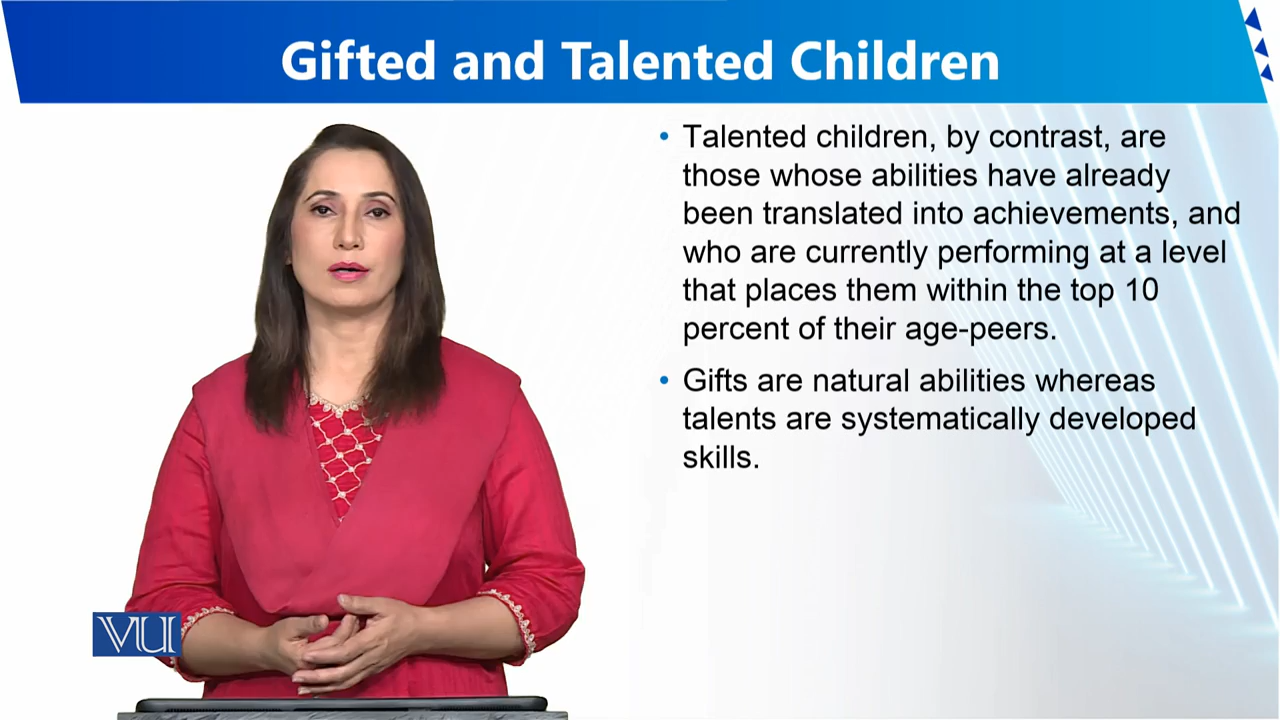 Gifted and Talented Children
• Talented children, by contrast, are
those whose abilities have already
been translated into achievements, and
who are currently performing at a level
that places them within the top 10
percent of their age-peers.
• Gifts are natural abilities whereas
talents are systematically developed
skills.
VU